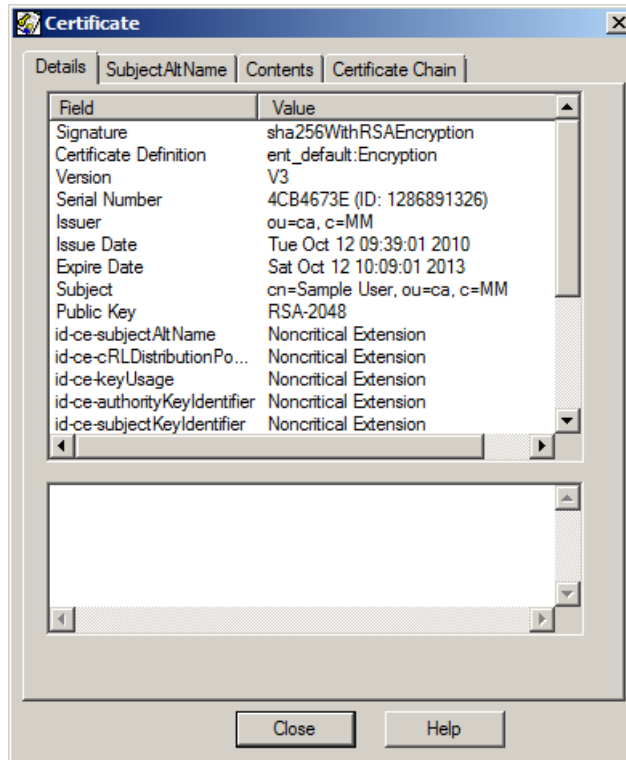 Certificate
Details SubjectAltName Contents Certificate Chain
Field Value
Signature sha256WithRSAEncryption
Certificate Definition ent_default:Encryption
Version V3
Serial Number 4CB4673E (ID: 1286891326)
Issuer ou=ca, c=MM
Issue Date Tue Oct 12 09:39:01 2010
Expire Date Sat Oct 12 10:09:01 2013
Subject cn=Sample User, ou=ca, c=MM
Public Key RSA-2048
id-ce-subjectAltName Noncritical Extension
id-ce-cRLDistributionPo... Noncritical Extension
id-ce-keyUsage Noncritical Extension
id-ce-authorityKeyIdentifier Noncritical Extension
id-ce-subjectKeyIdentifier Noncritical Extension
Close Help